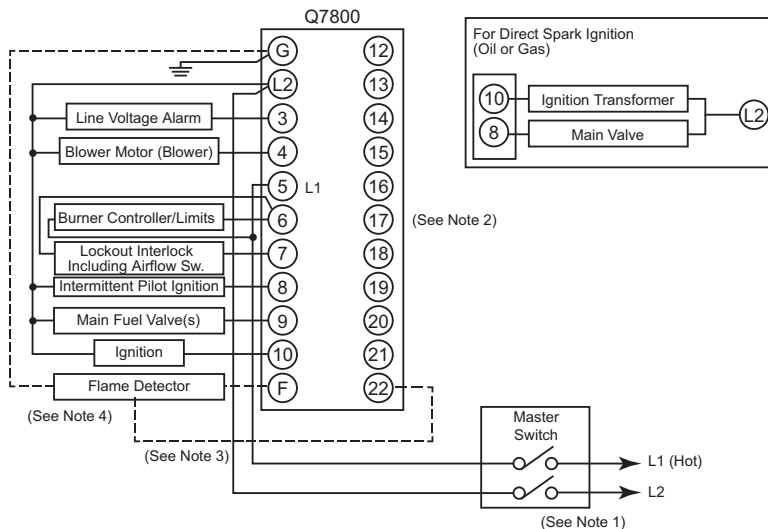 Q7800
G
L2
3
4
5
L1
6
7
8
9
10
F
12
13
14
15
16
17
18
19
20
21
22
Line Voltage Alarm
Blower Motor (Blower)
Burner Controller/Limits
Lockout Interlock
Including Airflow Sw.
Intermittent Pilot Ignition
Main Fuel Valve(s)
Ignition
Flame Detector
(See Note 4)
(See Note 3)
(See Note 2)
For Direct Spark Ignition
(Oil or Gas)
10
Ignition Transformer
8
Main Valve
L2
Master
Switch
L1 (Hot)
L2
(See Note 1)